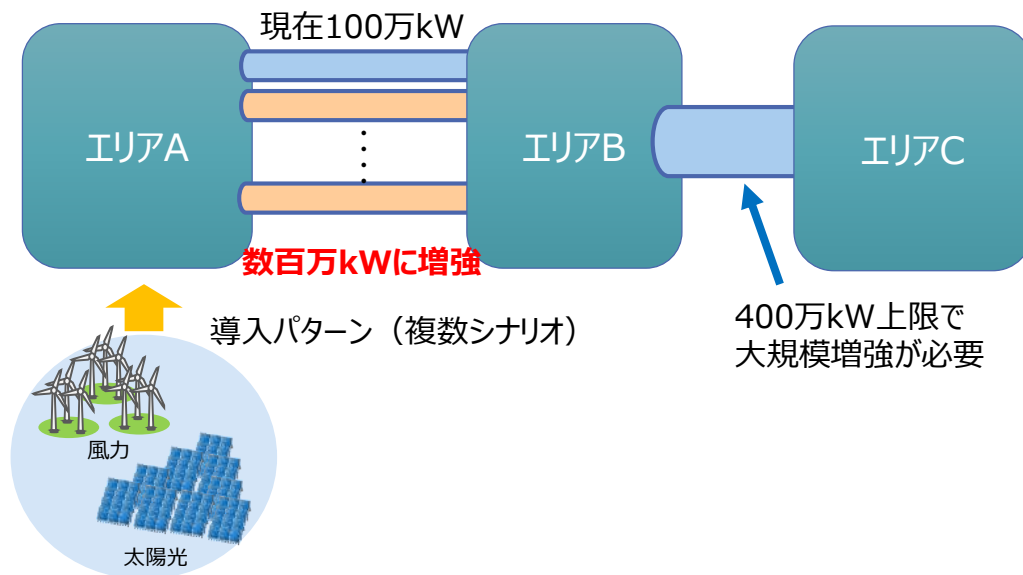 現在100万kW
エリアA
エリアB
エリアC
数百万kWに増強
導入パターン（複数シナリオ）
400万kW上限で
大規模増強が必要
風力
太陽光